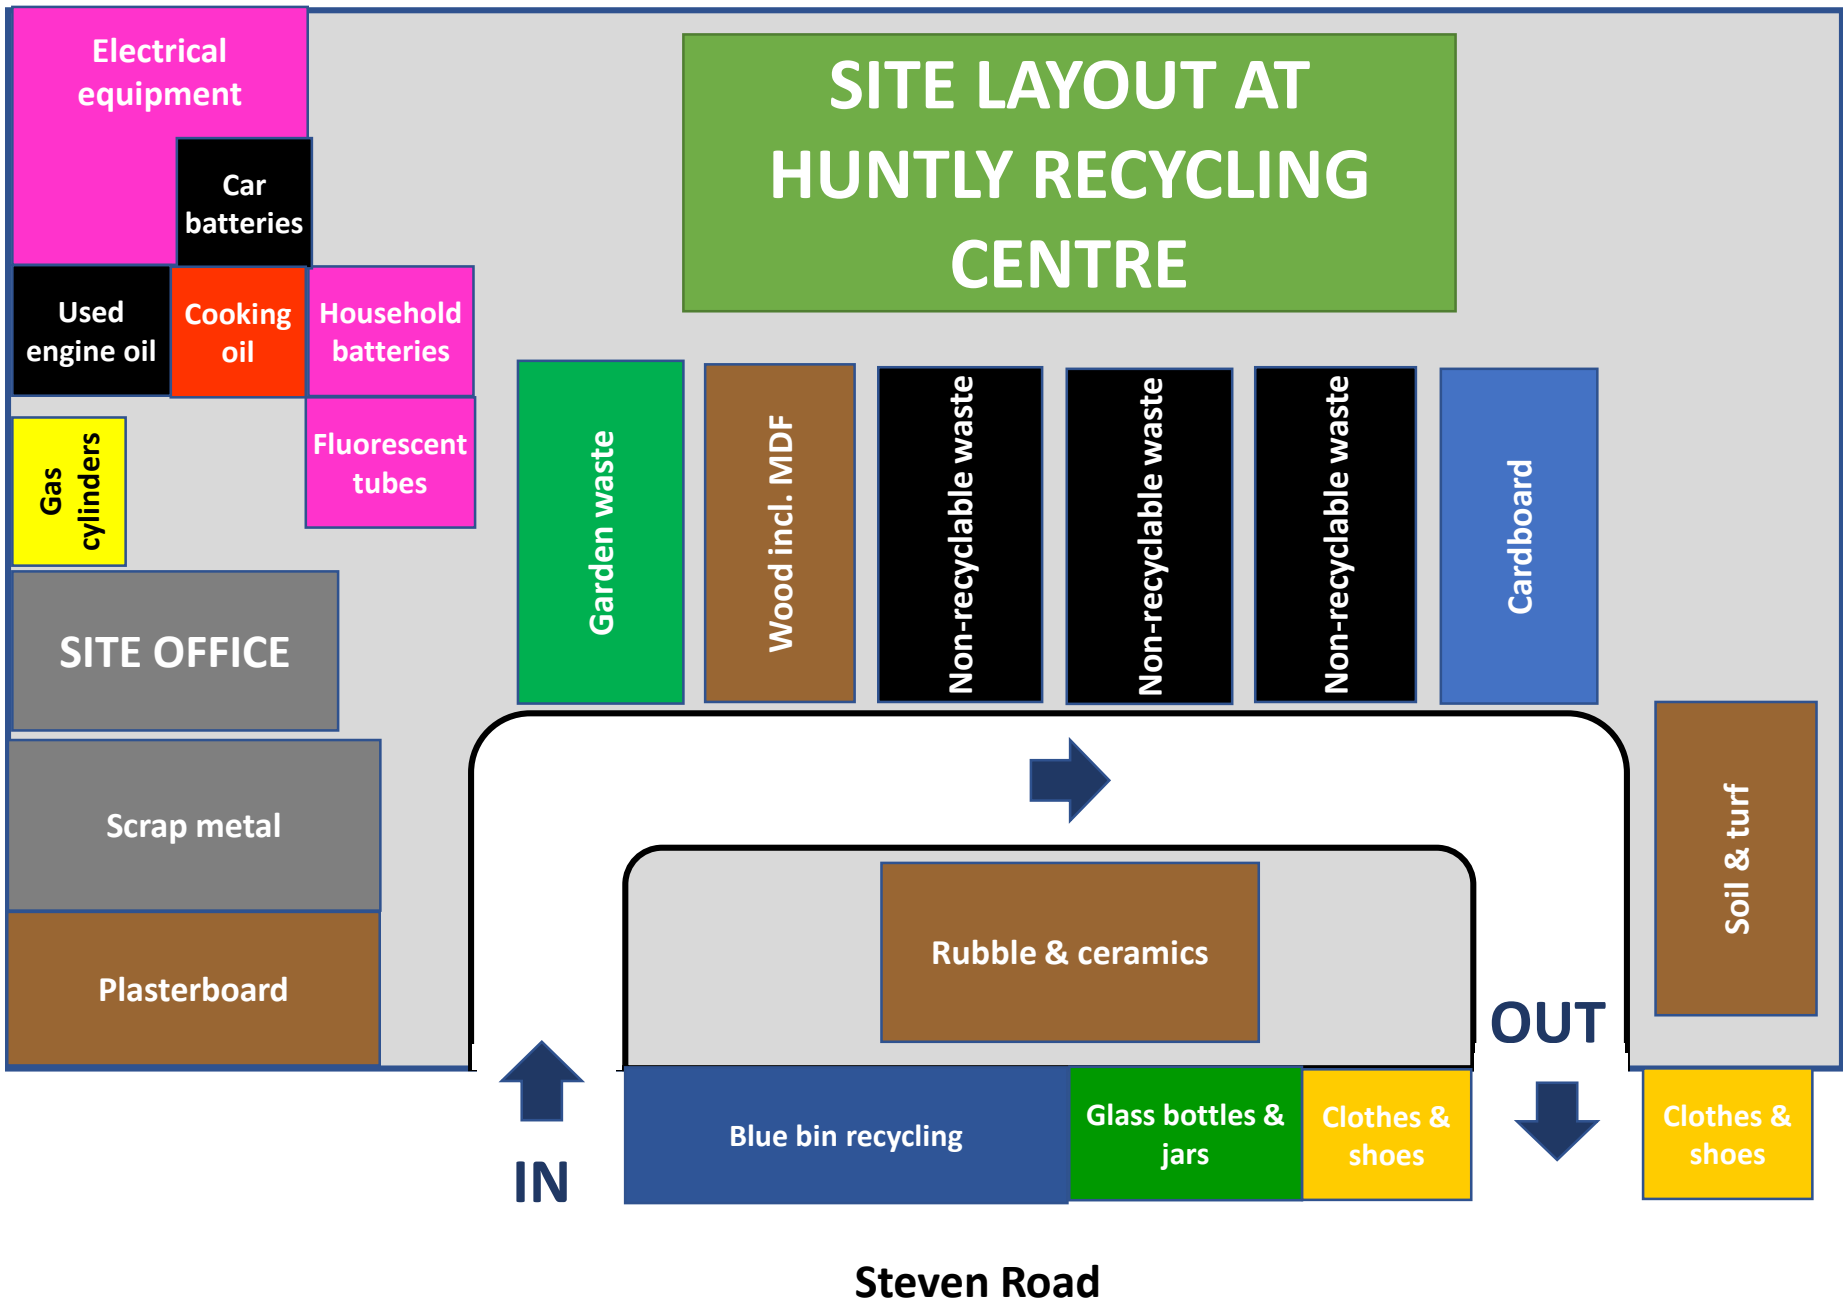 SITE LAYOUT AT
HUNTLY RECYCLING
CENTRE
Electrical
equipment
Car
batteries
Used
engine oil
Cooking
oil
Household
batteries
Fluorescent
tubes
Gas
cylinders
SITE OFFICE
Scrap metal
Plasterboard
Garden waste
Wood incl. MDF
Non-recyclable waste
Non-recyclable waste
Non-recyclable waste
Cardboard
Soil & turf
Rubble & ceramics
OUT
IN
Blue bin recycling
Glass bottles &
jars
Clothes &
shoes
Clothes &
shoes
Steven Road